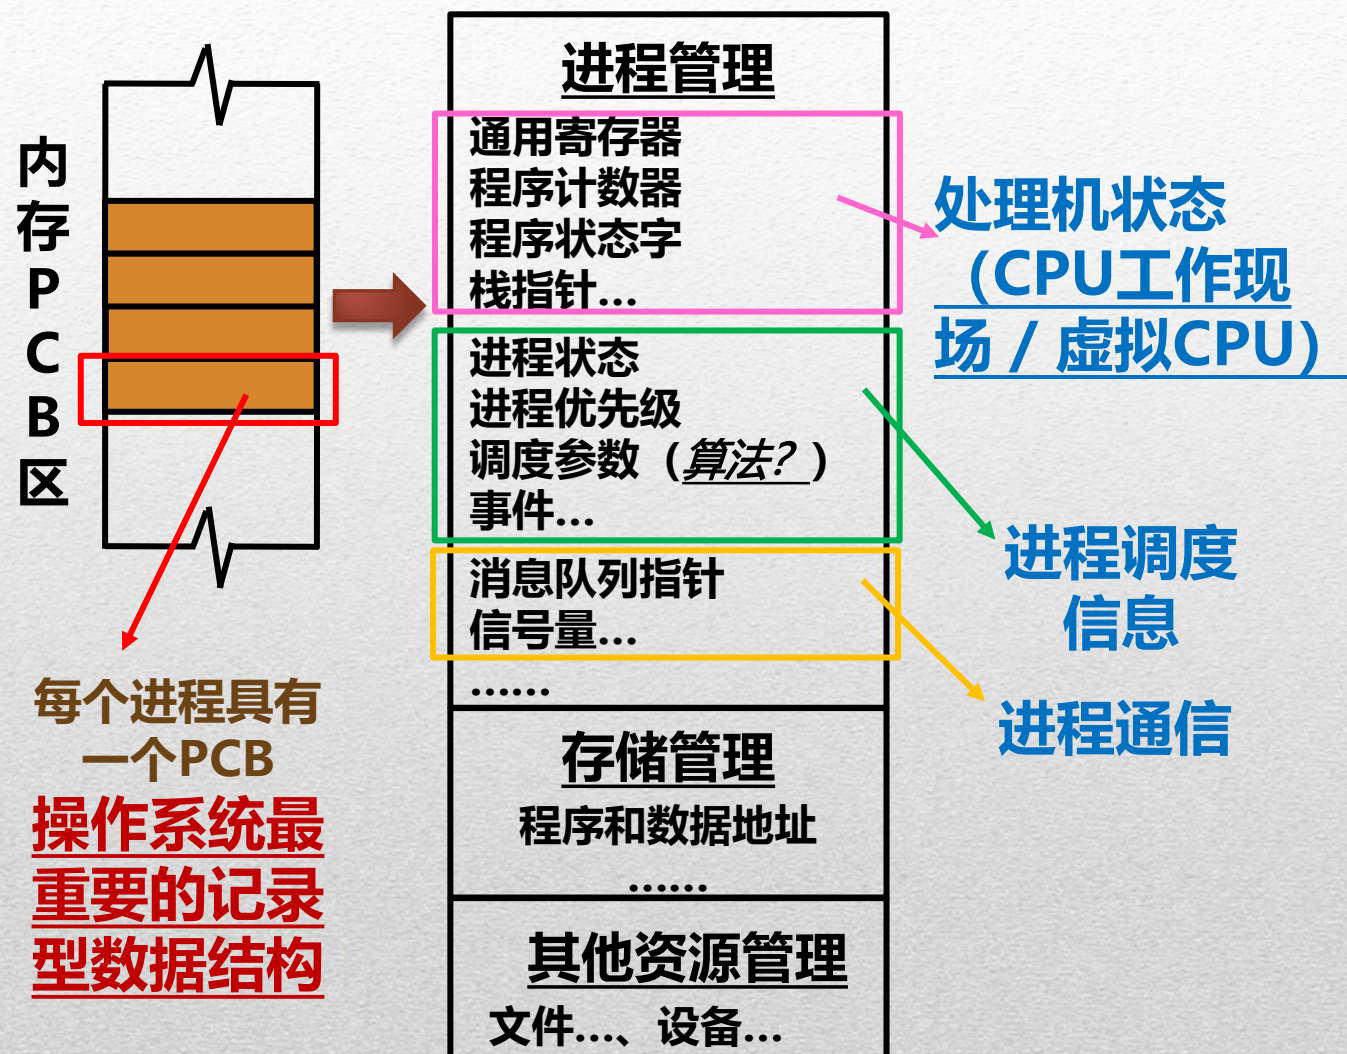 内
存
P
C
B
区
每个进程具有
一个PCB
操作系统最
重要的记录
型数据结构
进程管理
通用寄存器
程序计数器
程序状态字
栈指针...
进程状态
进程优先级
调度参数（算法？）
事件...
消息队列指针
信号量...
......
存储管理
程序和数据地址
......
其他资源管理
文件...、设备...
处理机状态
（CPU工作现
场 / 虚拟CPU）
进程调度
信息
进程通信